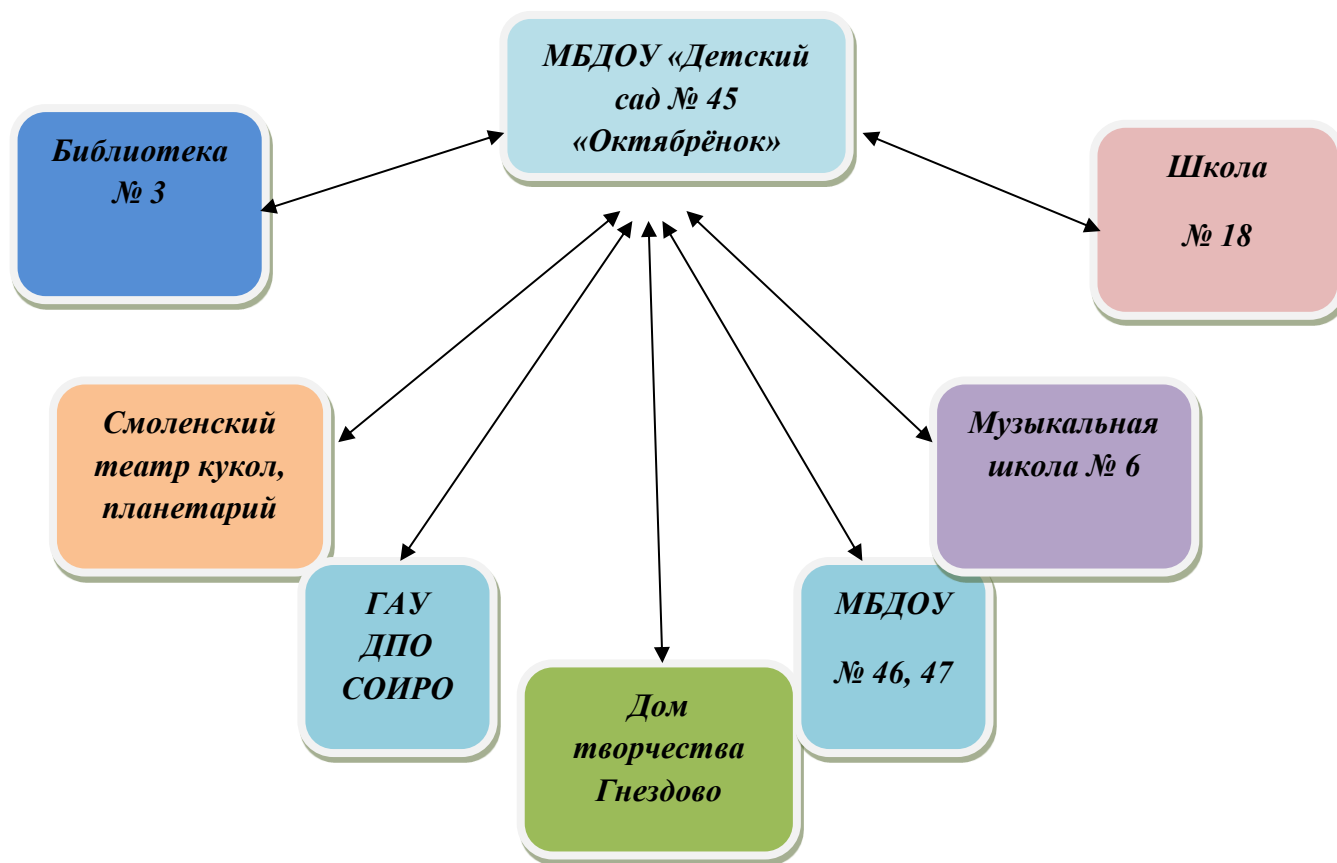 МБДОУ «Детский
сад № 45
«Октябрёнок»
Библиотека
№ 3
Школа
№ 18
Смоленский
театр кукол,
планетарий
Музыкальная
школа № 6
ГАУ
ДПО
СОИРО
МБДОУ
№ 46, 47
Дом
творчества
Гнездово